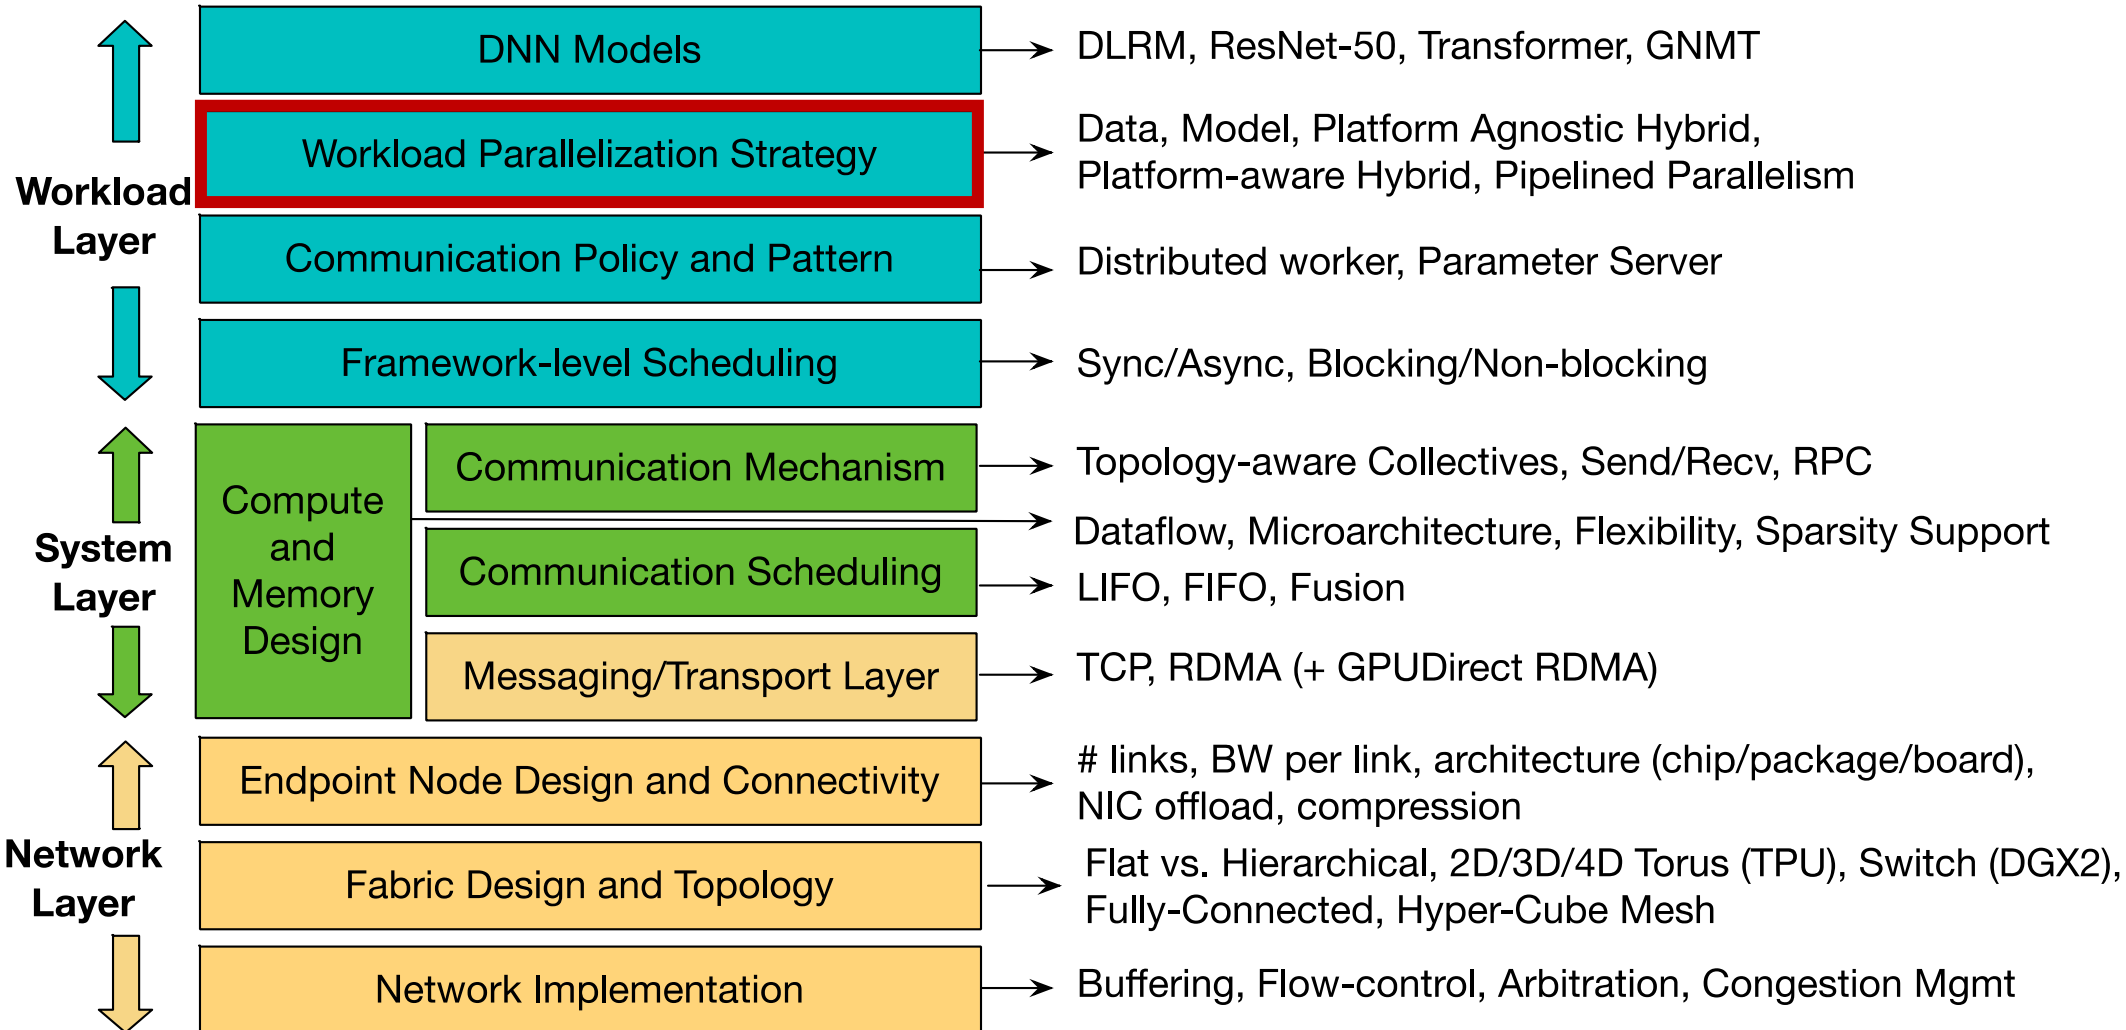 DNN Models
DLRM, ResNet-50, Transformer, GNMT
Workload Parallelization Strategy
Data, Model, Platform Agnostic Hybrid,
Platform-aware Hybrid, Pipelined Parallelism
Workload
Layer
Communication Policy and Pattern
Distributed worker, Parameter Server
Framework-level Scheduling
Sync/Async, Blocking/Non-blocking
System
Layer
Compute
and
Memory
Design
Communication Mechanism
Topology-aware Collectives, Send/Recv, RPC
Dataflow, Microarchitecture, Flexibility, Sparsity Support
Communication Scheduling
LIFO, FIFO, Fusion
Messaging/Transport Layer
TCP, RDMA (+ GPUDirect RDMA)
Network
Layer
Endpoint Node Design and Connectivity
# links, BW per link, architecture (chip/package/board),
NIC offload, compression
Fabric Design and Topology
Flat vs. Hierarchical, 2D/3D/4D Torus (TPU), Switch (DGX2),
Fully-Connected, Hyper-Cube Mesh
Network Implementation
Buffering, Flow-control, Arbitration, Congestion Mgmt